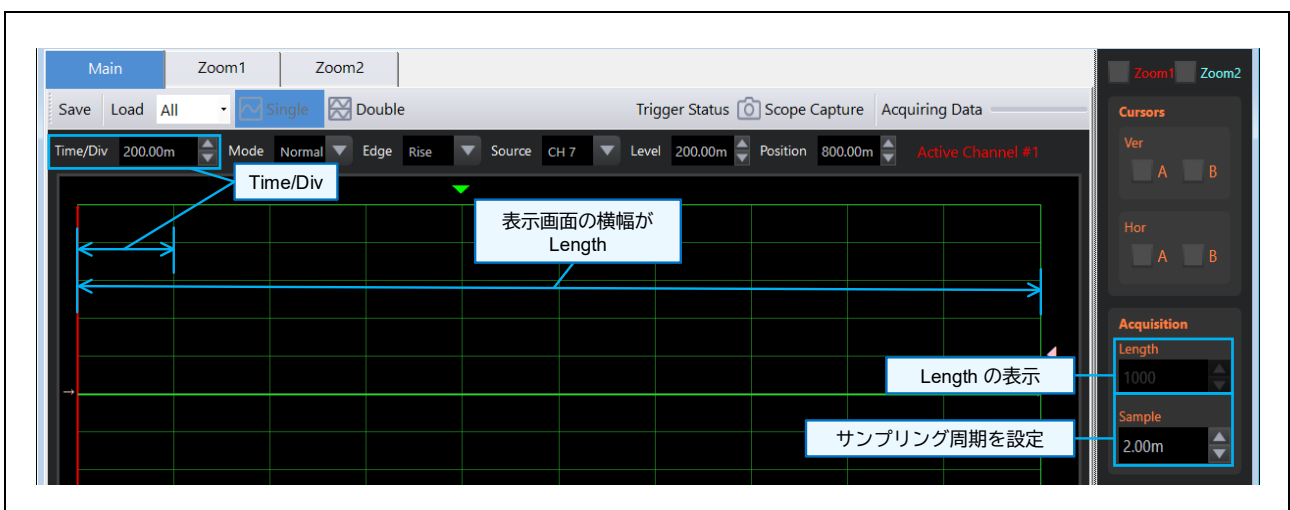 Main Zoom1 Zoom2
Zoom1 Zoom2
Save Load All Single Double Trigger Status Scope Capture Acquiring Data
Cursors
Time/Div 200.00m Mode Normal Edge Rise Source CH 7 Level 200.00m Position 800.00m Active Channel #1
Ver
A B
Time/Div
表示画面の横幅が
Length
Hor
A B
Acquisition
Length
Length の表示
1000
Sample
サンプリング周期を設定
2.00m